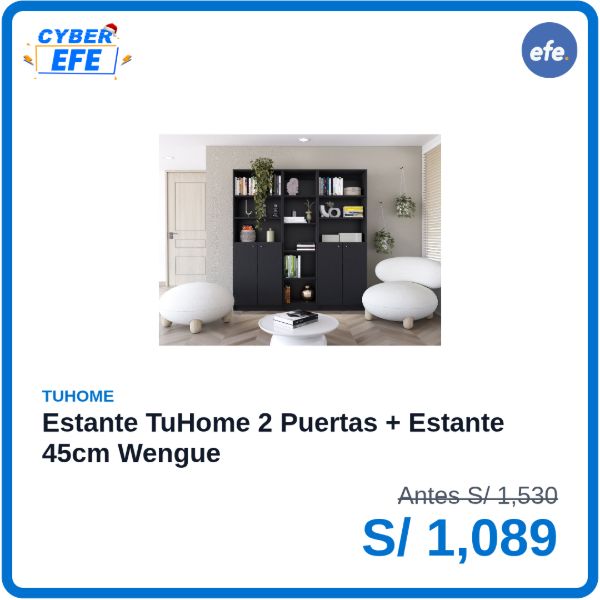 CYBER
EFE
efe.
TUHOME
Estante TuHome 2 Puertas + Estante
45cm Wengue
Antes S/ 1,530
S/ 1,089